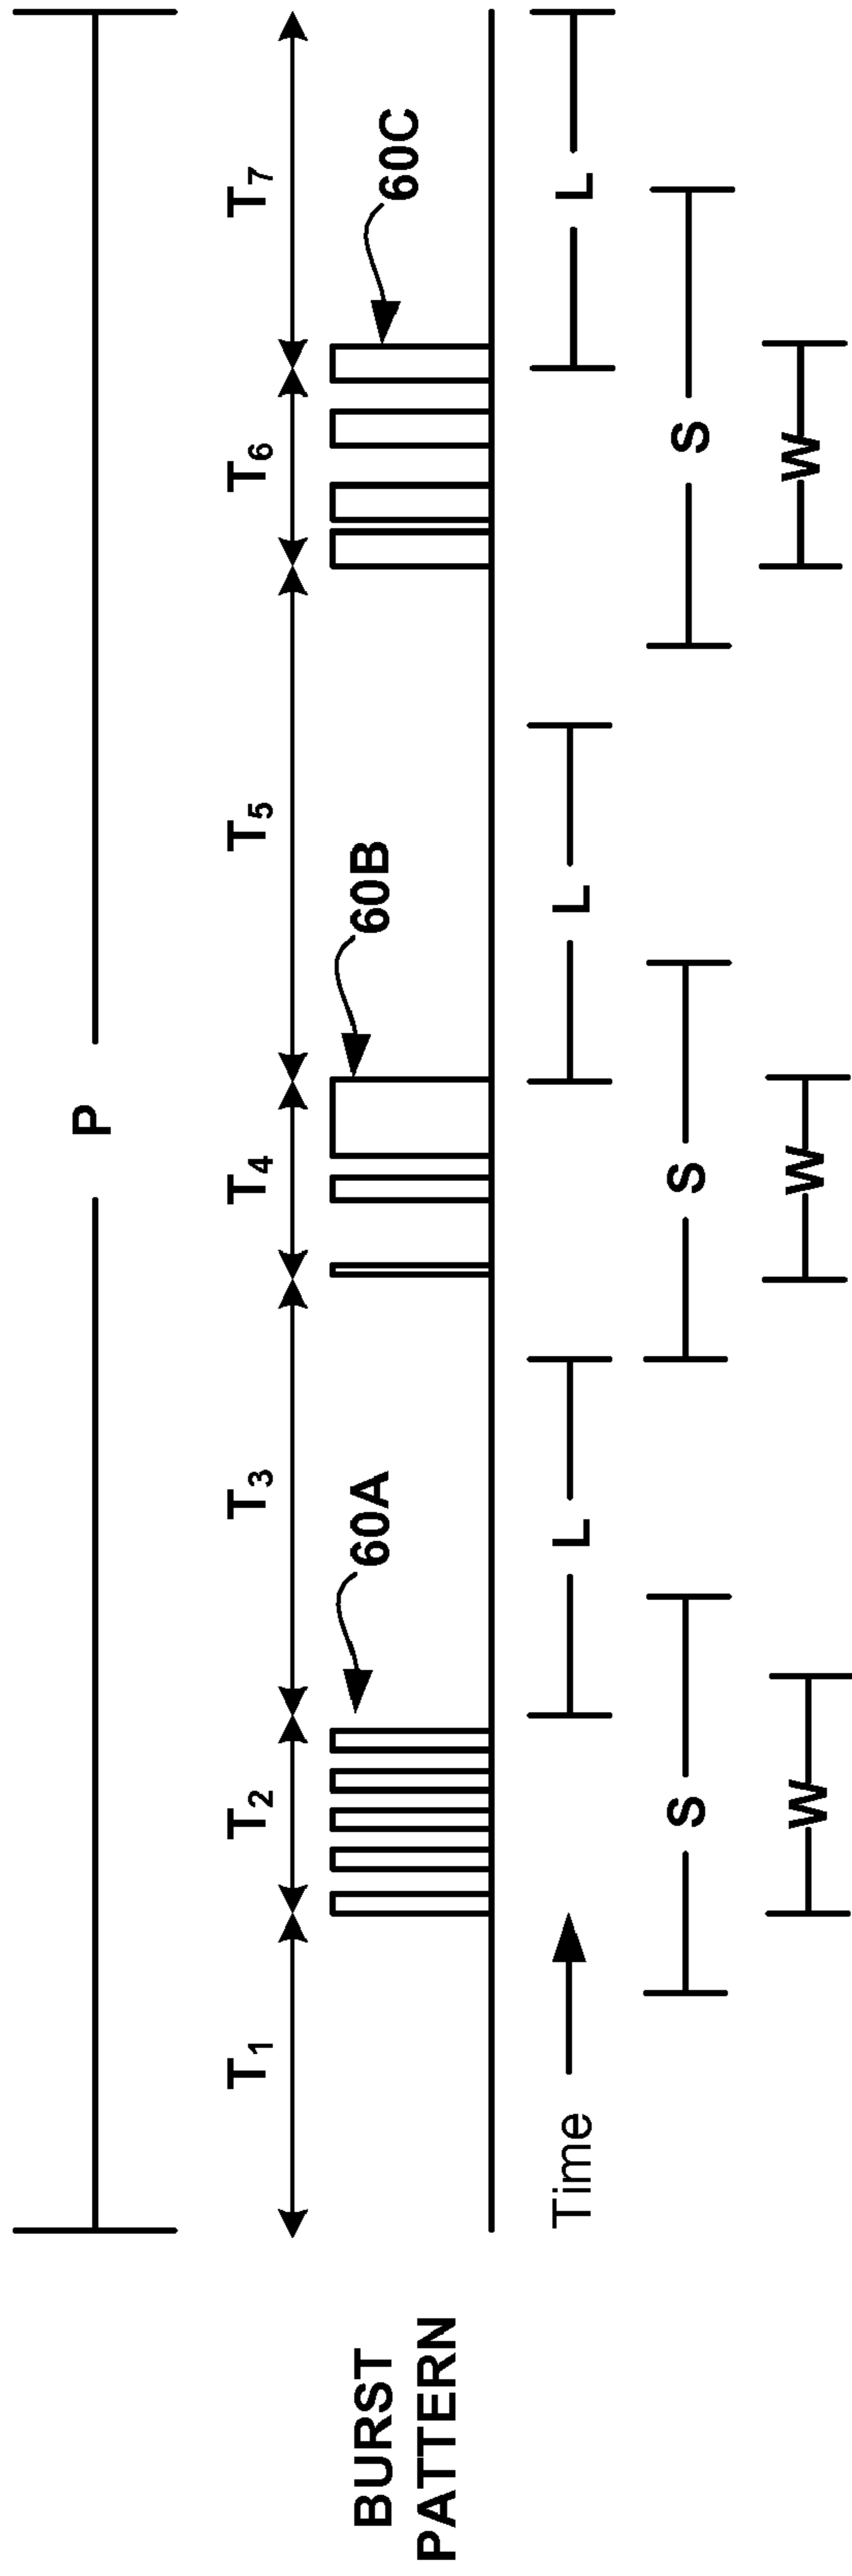 P
T1 T2 T3 T4 T5 T6 T7
60A 60B 60C
BURST
PATTERN
Time L L L
S S S
W W W